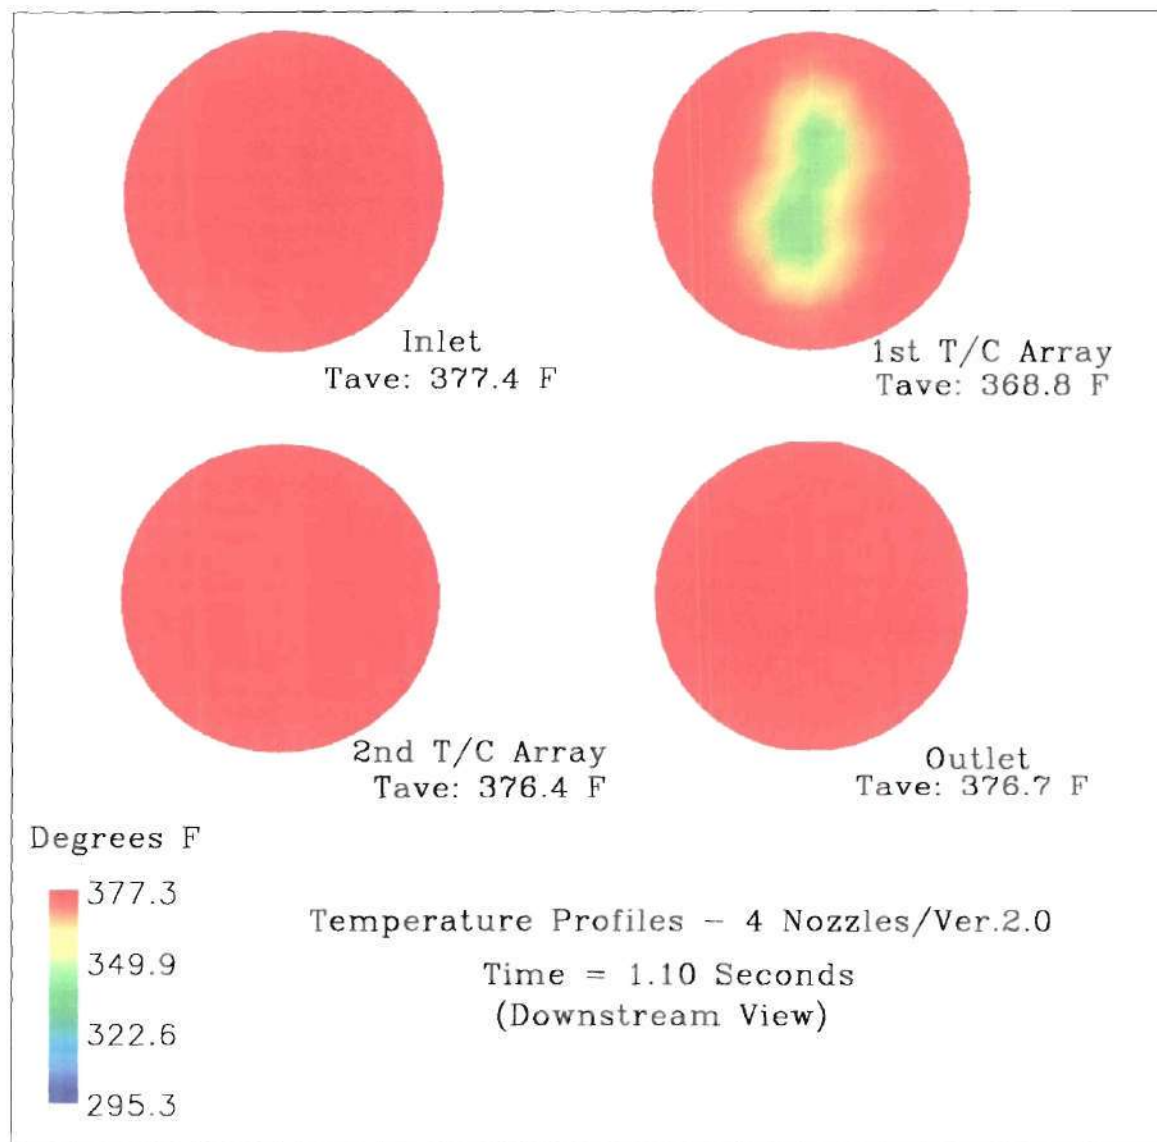 Inlet
Tave: 377.4 F
1st T/C Array
Tave: 368.8 F
2nd T/C Array
Tave: 376.4 F
Outlet
Tave: 376.7 F
Degrees F
377.3
349.9
322.6
295.3
Temperature Profiles - 4 Nozzles/Ver.2.0
Time = 1.10 Seconds
(Downstream View)